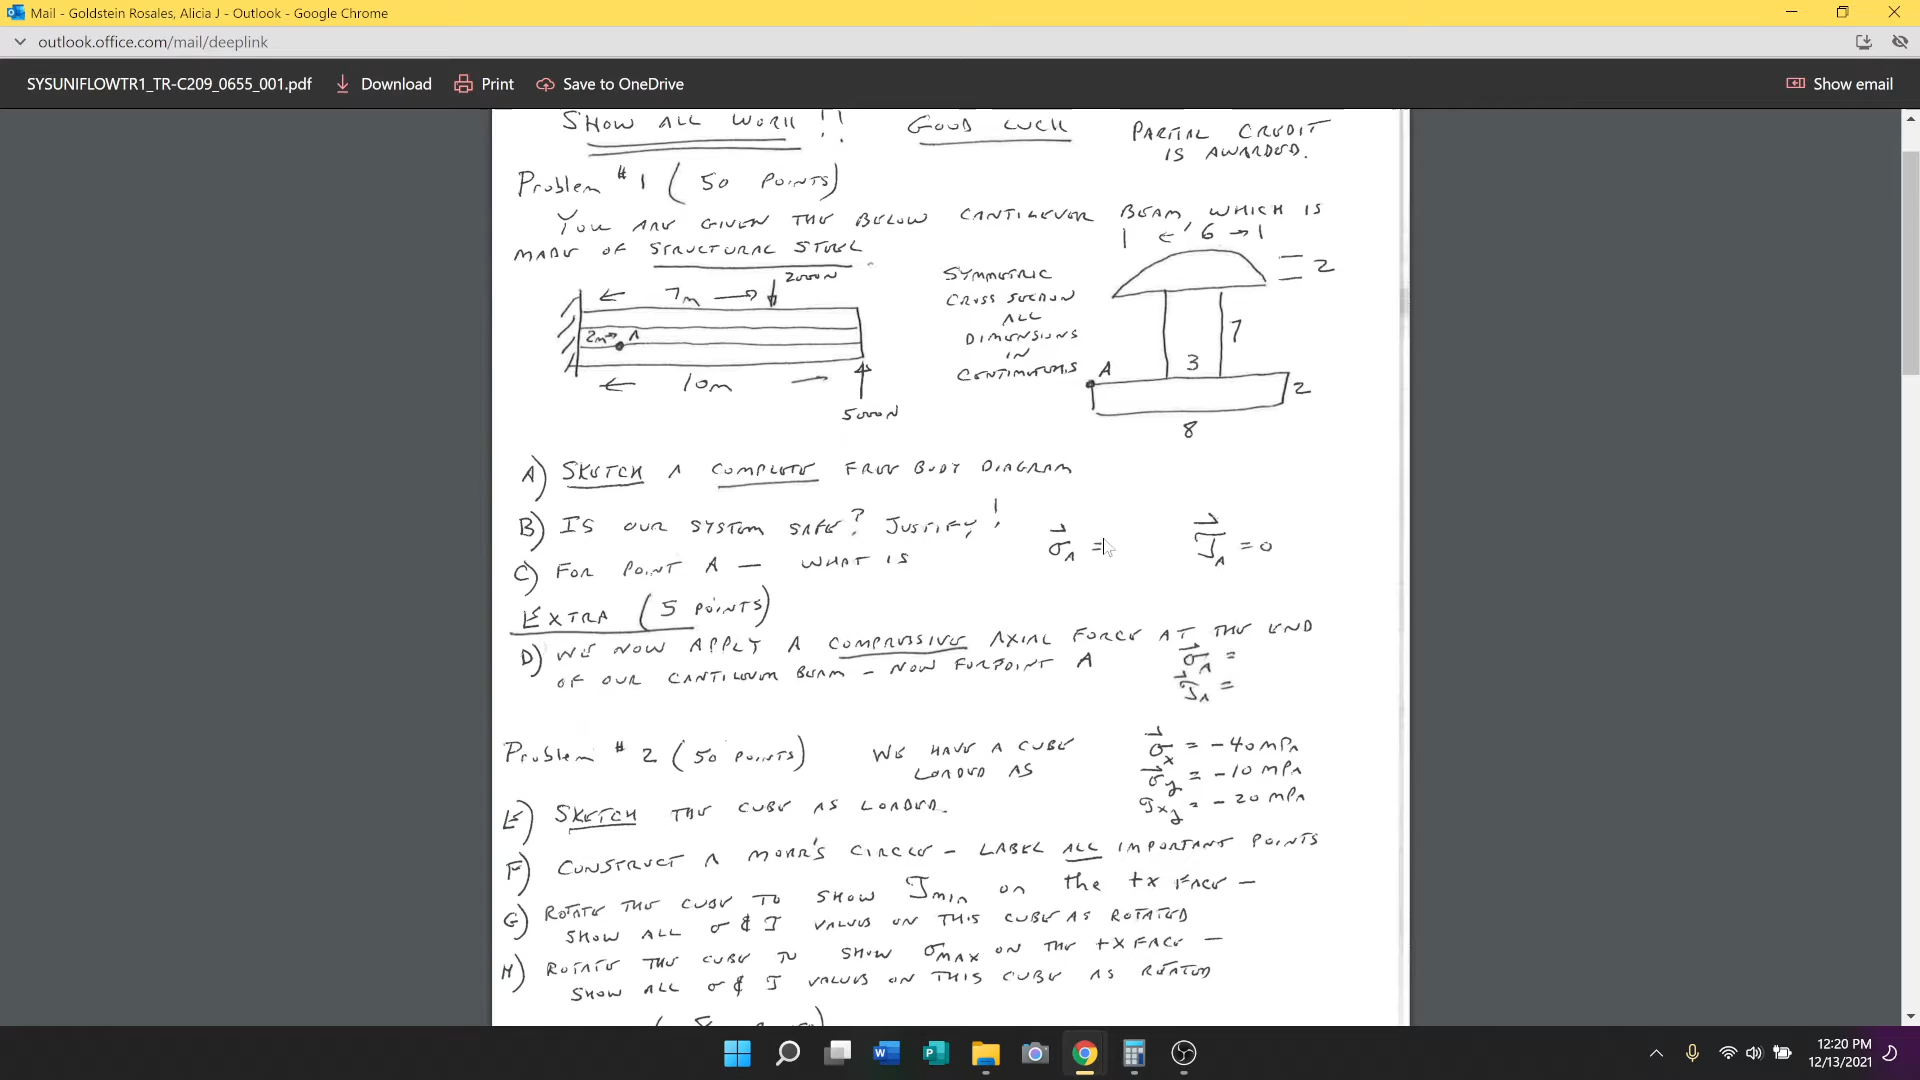 Mail - Goldstein Rosales, Alicia J - Outlook - Google Chrome
outlook.office.com/mail/deeplink
SYSUNIFLOWTR1_TR-C209_0655_001.pdf Download Print Save to OneDrive Show email
SHOW ALL WORK !! GOOD LUCK PARTIAL CREDIT
IS AWARDED.
Problem #1 (50 POINTS)
YOU ARE GIVEN THE BELOW CANTILEVER BEAM, WHICH IS
MADE OF STRUCTURAL STEEL
← 6 →
2000N
← 7m →
2m→ A
← 10m →
5000N
SYMMETRIC
CROSS SECTION
ALL
DIMENSIONS
IN
CENTIMETERS
2
7
3
A
2
8
A) SKETCH A COMPLETE FREE BODY DIAGRAM
B) IS OUR SYSTEM SAFE? JUSTIFY!
C) FOR POINT A — WHAT IS σA = τA = 0
EXTRA (5 POINTS)
D) WE NOW APPLY A COMPRESSIVE AXIAL FORCE AT THE END
OF OUR CANTILEVER BEAM - NOW FOR POINT A σA =
τA =
Problem #2 (50 POINTS) WE HAVE A CUBE
LOADED AS
σx = -40 MPA
σy = -10 MPA
τxy = -20 MPA
E) SKETCH THE CUBE AS LOADED.
F) CONSTRUCT A MOHR'S CIRCLE - LABEL ALL IMPORTANT POINTS
G) ROTATE THE CUBE TO SHOW τMIN ON the +X FACE —
SHOW ALL σ & τ VALUES ON THIS CUBE AS ROTATED
H) ROTATE THE CUBE TO SHOW σMAX ON THE +X FACE —
SHOW ALL σ & τ VALUES ON THIS CUBE AS ROTATED
12:20 PM
12/13/2021